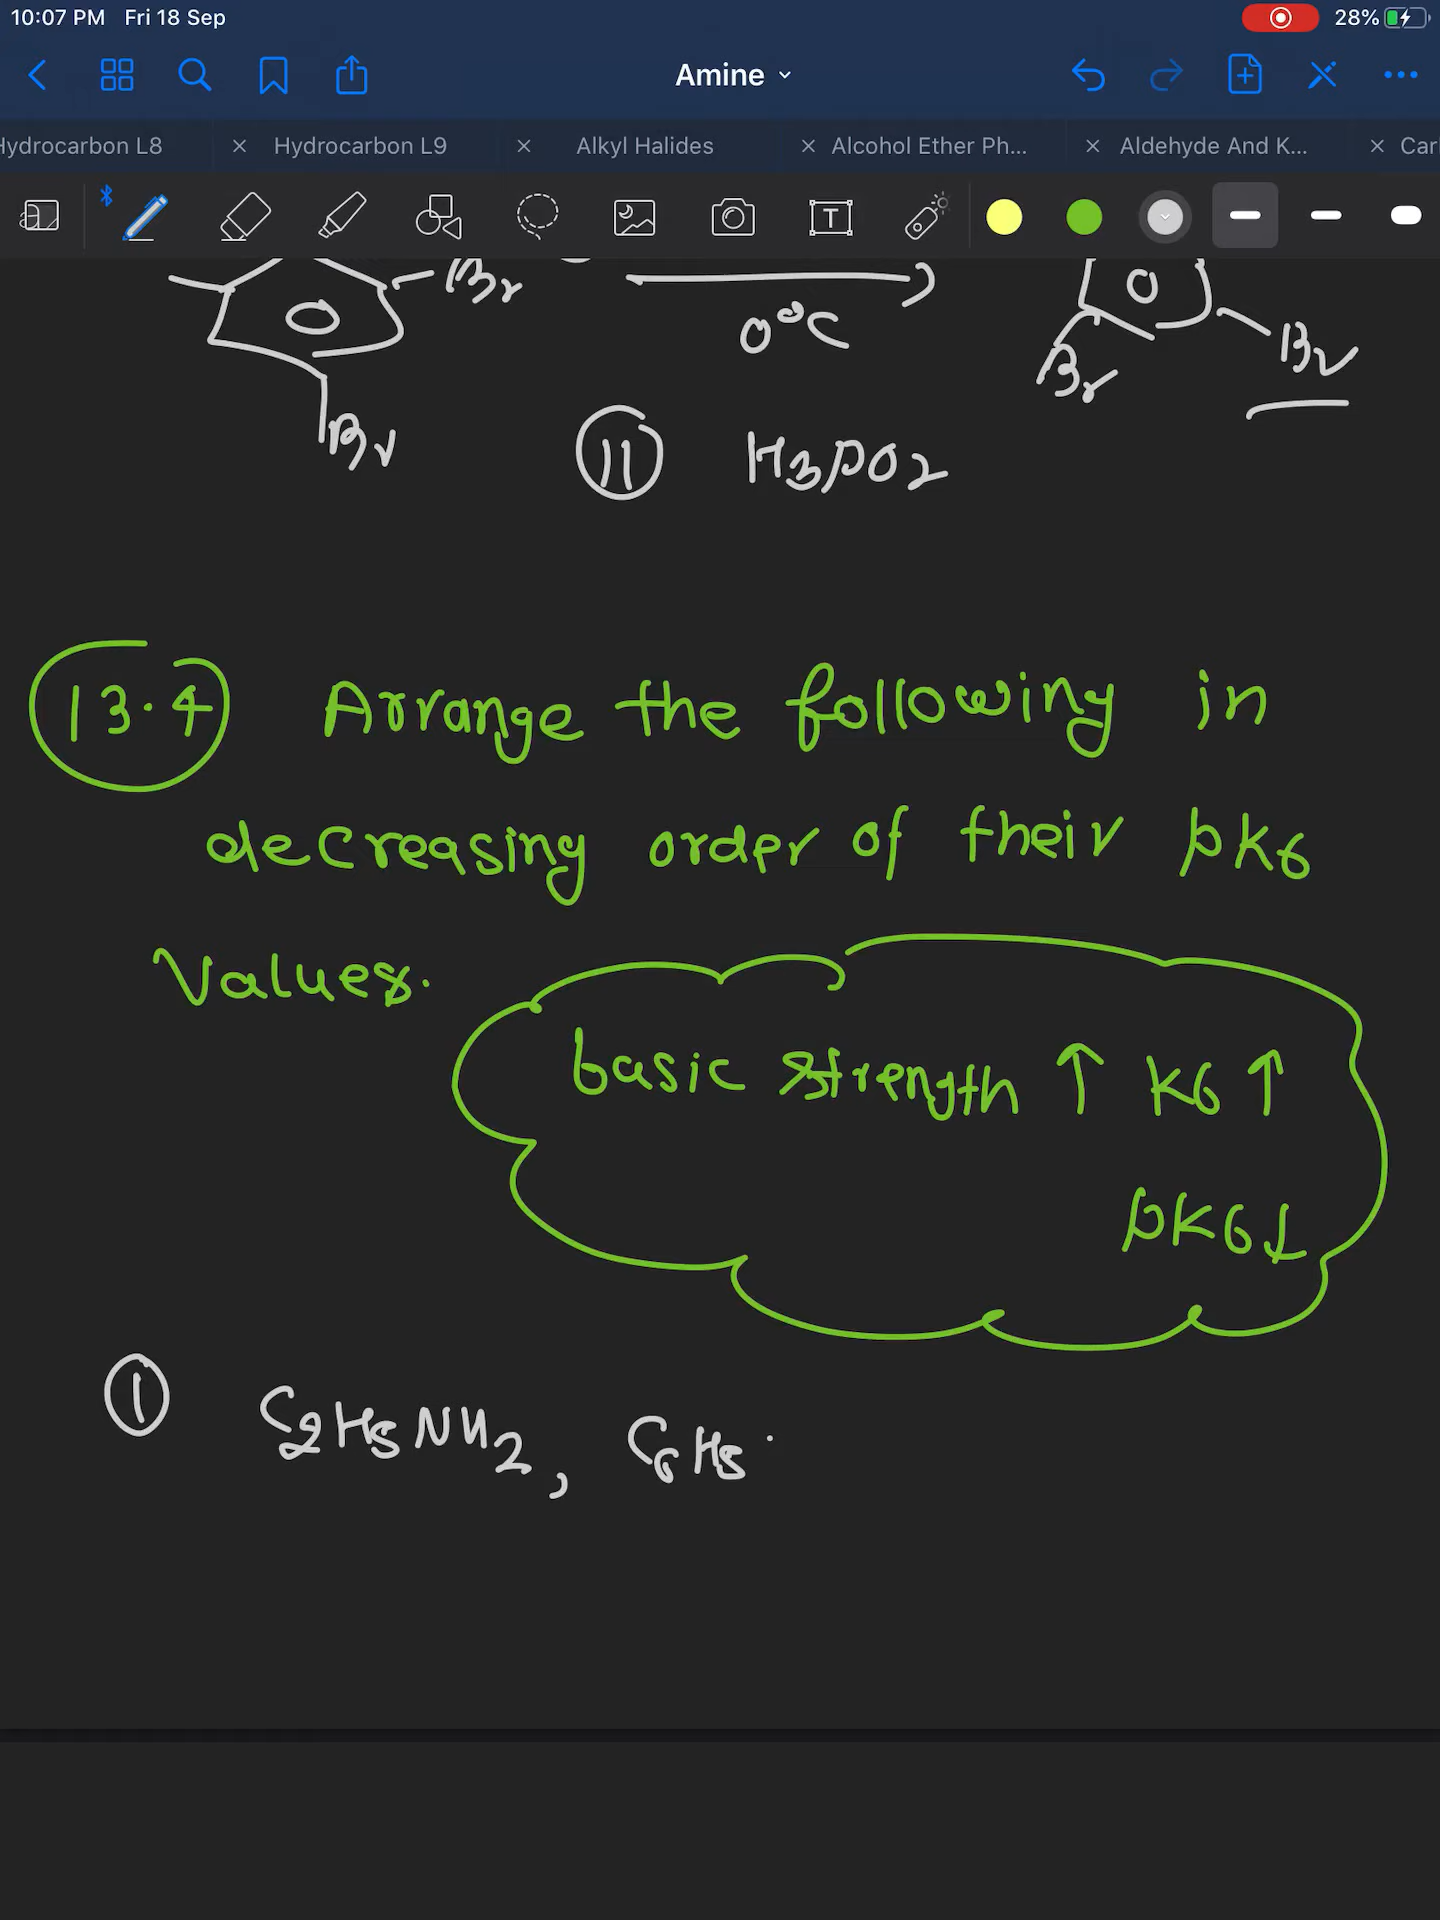 10:07 PM Fri 18 Sep 28%
Amine
Hydrocarbon L8 × Hydrocarbon L9 × Alkyl Halides × Alcohol Ether Ph... × Aldehyde And K... × Car
T
Br
0°C
Br Br
Br
11 H3PO2
13.4 Arrange the following in
decreasing order of their pkb
Values.
basic strength ↑ Kb ↑
pKb↓
1 C2H5NH2, C6H5